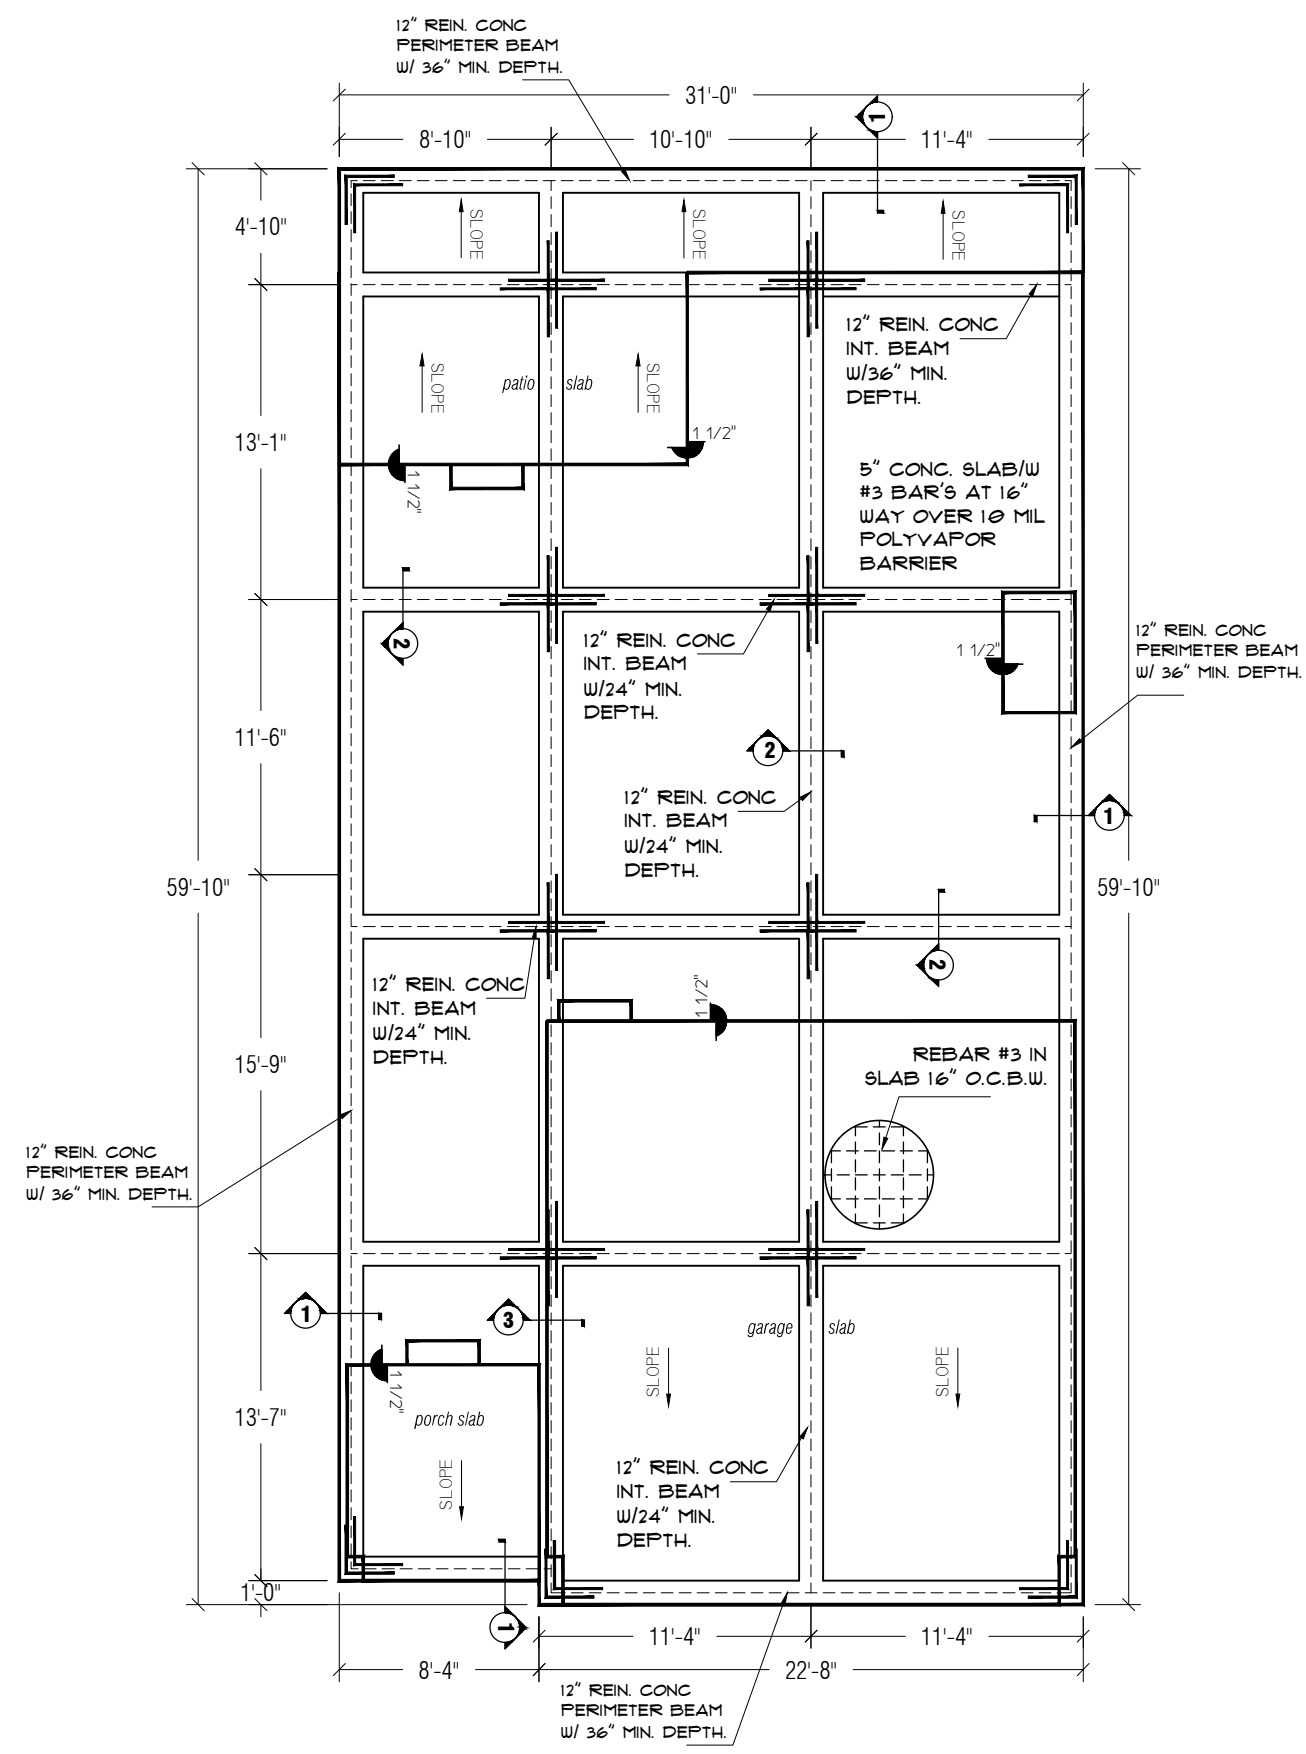 12" REIN. CONC
PERIMETER BEAM
W/ 36" MIN. DEPTH.
31'-0"
1
8'-10"
10'-10"
11'-4"
4'-10"
SLOPE
SLOPE
SLOPE
12" REIN. CONC
INT. BEAM
W/36" MIN.
DEPTH.
SLOPE
patio slab
SLOPE
13'-1"
1 1/2"
1 1/2"
5" CONC. SLAB/W
#3 BAR'S AT 16"
WAY OVER 10 MIL
POLYVAPOR
BARRIER
2
12" REIN. CONC
INT. BEAM
W/24" MIN.
DEPTH.
1 1/2"
12" REIN. CONC
PERIMETER BEAM
W/ 36" MIN. DEPTH.
11'-6"
2
12" REIN. CONC
INT. BEAM
W/24" MIN.
DEPTH.
1
59'-10"
59'-10"
2
12" REIN. CONC
INT. BEAM
W/24" MIN.
DEPTH.
1 1/2"
15'-9"
REBAR #3 IN
SLAB 16" O.C.B.W.
12" REIN. CONC
PERIMETER BEAM
W/ 36" MIN. DEPTH.
1
3
garage slab
SLOPE
SLOPE
1 1/2"
13'-7"
porch slab
SLOPE
12" REIN. CONC
INT. BEAM
W/24" MIN.
DEPTH.
1'-0"
1
11'-4"
11'-4"
8'-4"
22'-8"
12" REIN. CONC
PERIMETER BEAM
W/ 36" MIN. DEPTH.